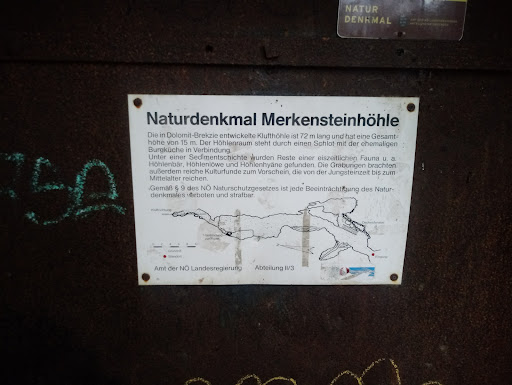 NATUR
DENKMAL
Naturdenkmal Merkensteinhöhle
Die in Dolomit-Brekzie entwickelte Klufthöhle ist 72 m lang und hat eine Gesamt-
höhe von 15 m. Der Höhlenraum steht durch einen Schlot mit der ehemaligen
Burgküche in Verbindung.
Unter einer Sedimentschichte wurden Reste einer eiszeitlichen Fauna u. a.
Höhlenbär, Höhlenlöwe und Höhlenhyäne gefunden. Die Grabungen brachten
außerdem reiche Kulturfunde zum Vorschein, die von der Jungsteinzeit bis zum
Mittelalter reichen.
Gemäß § 9 des NÖ Naturschutzgesetzes ist jede Beeinträchtigung des Natur-
denkmales verboten und strafbar.
Amt der NÖ Landesregierung Abteilung II/3